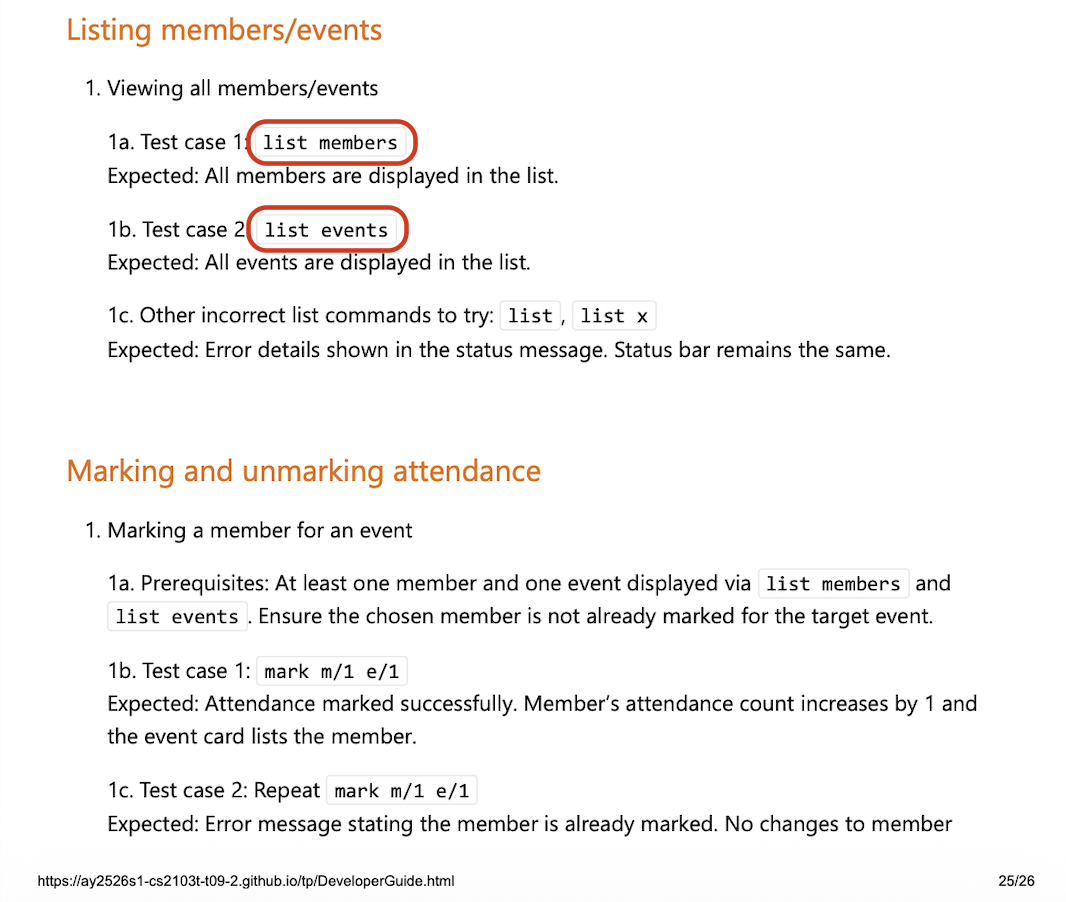 Listing members/events
1. Viewing all members/events
1a. Test case 1: list members
Expected: All members are displayed in the list.
1b. Test case 2 list events
Expected: All events are displayed in the list.
1c. Other incorrect list commands to try: list , list x
Expected: Error details shown in the status message. Status bar remains the same.
Marking and unmarking attendance
1. Marking a member for an event
1a. Prerequisites: At least one member and one event displayed via list members and
list events . Ensure the chosen member is not already marked for the target event.
1b. Test case 1: mark m/1 e/1
Expected: Attendance marked successfully. Member’s attendance count increases by 1 and
the event card lists the member.
1c. Test case 2: Repeat mark m/1 e/1
Expected: Error message stating the member is already marked. No changes to member
https://ay2526s1-cs2103t-t09-2.github.io/tp/DeveloperGuide.html
25/26